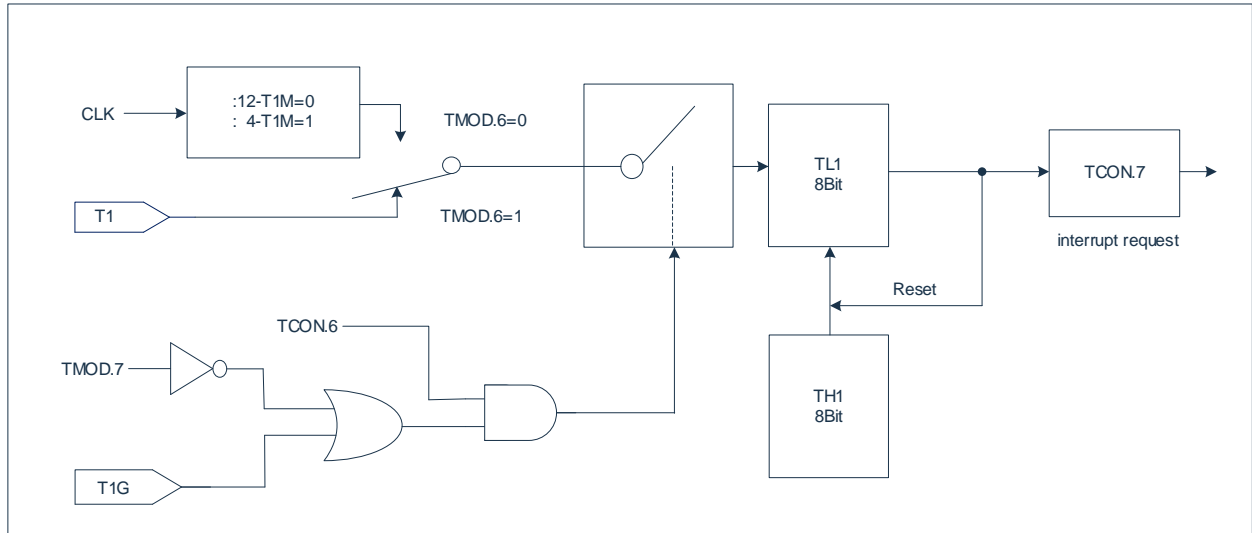 CLK
:12-T1M=0
: 4-T1M=1
TMOD.6=0
T1
TMOD.6=1
TL1
8Bit
TCON.7
interrupt request
Reset
TCON.6
TMOD.7
TH1
8Bit
T1G